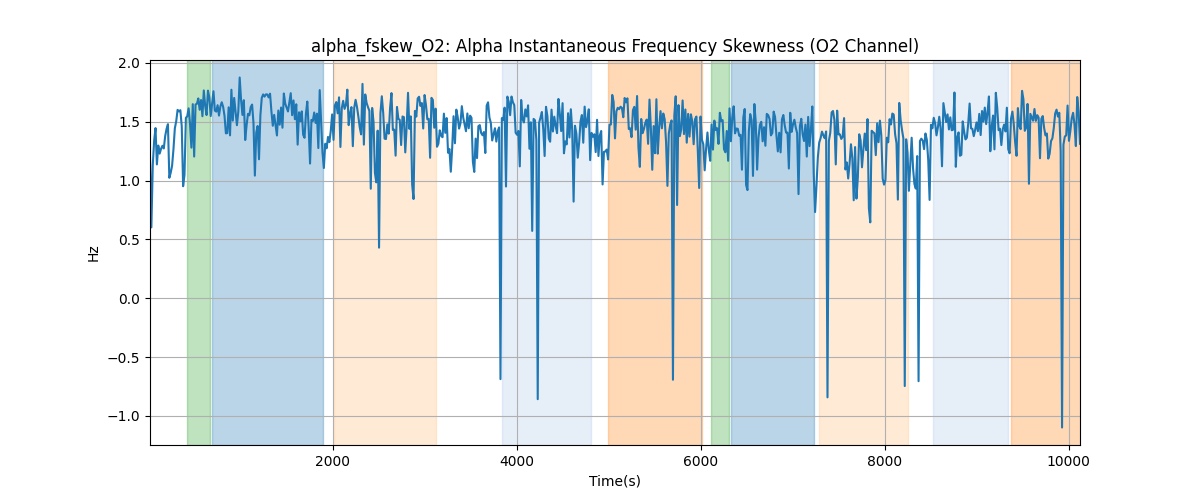 alpha_fskew_O2: Alpha Instantaneous Frequency Skewness (O2 Channel)
2.0
1.5
1.0
0.5
0.0
−0.5
−1.0
Hz
2000 4000 6000 8000 10000
Time(s)